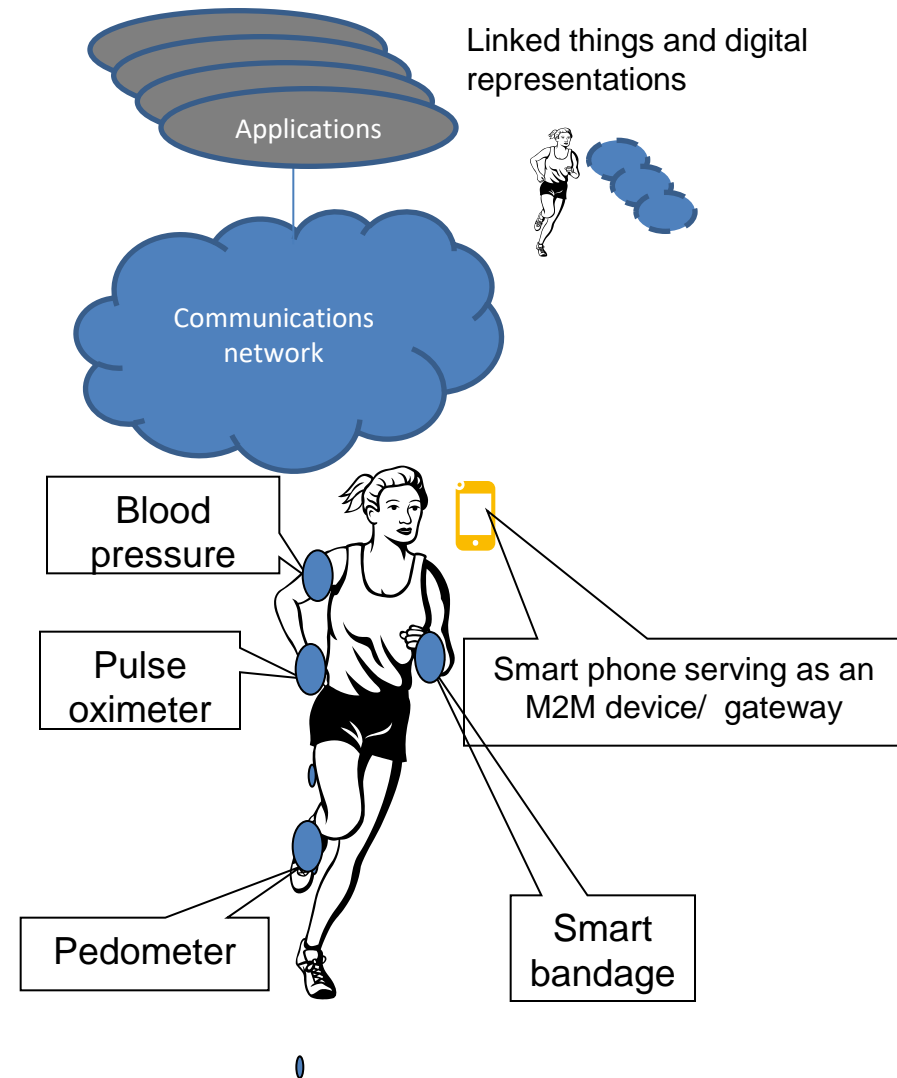 Linked things and digital
representations
Applications
Communications
network
Blood
pressure
Pulse
oximeter
Smart phone serving as an
M2M device/  gateway
Pedometer
Smart
bandage